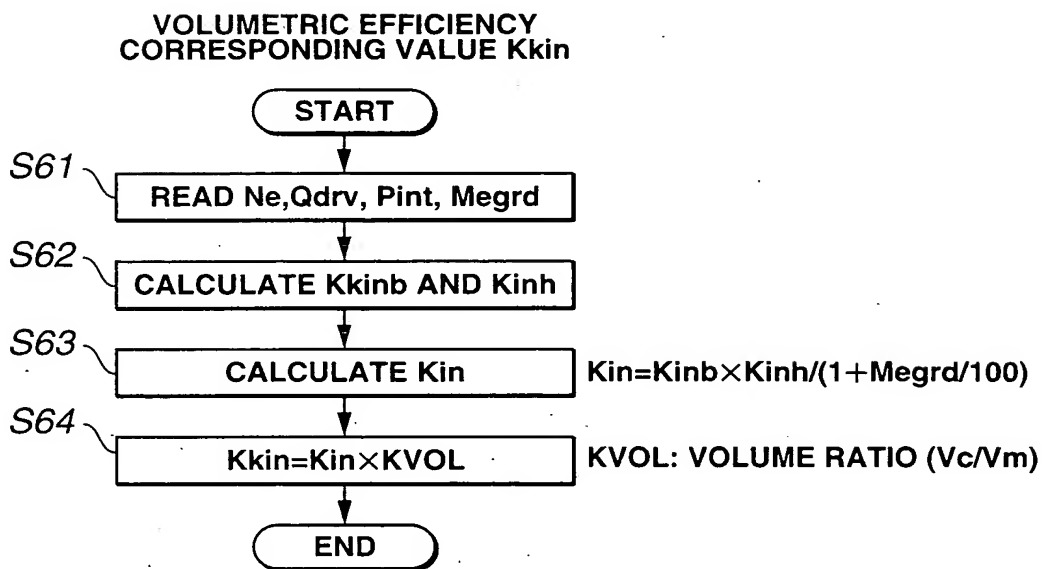 VOLUMETRIC EFFICIENCY
CORRESPONDING VALUE Kkin
START
S61
READ Ne,Qdrv, Pint, Megrd
S62
CALCULATE Kkinb AND Kinh
S63
CALCULATE Kin
Kin=Kinb×Kinh/(1+Megrd/100)
S64
Kkin=Kin×KVOL
KVOL: VOLUME RATIO (Vc/Vm)
END